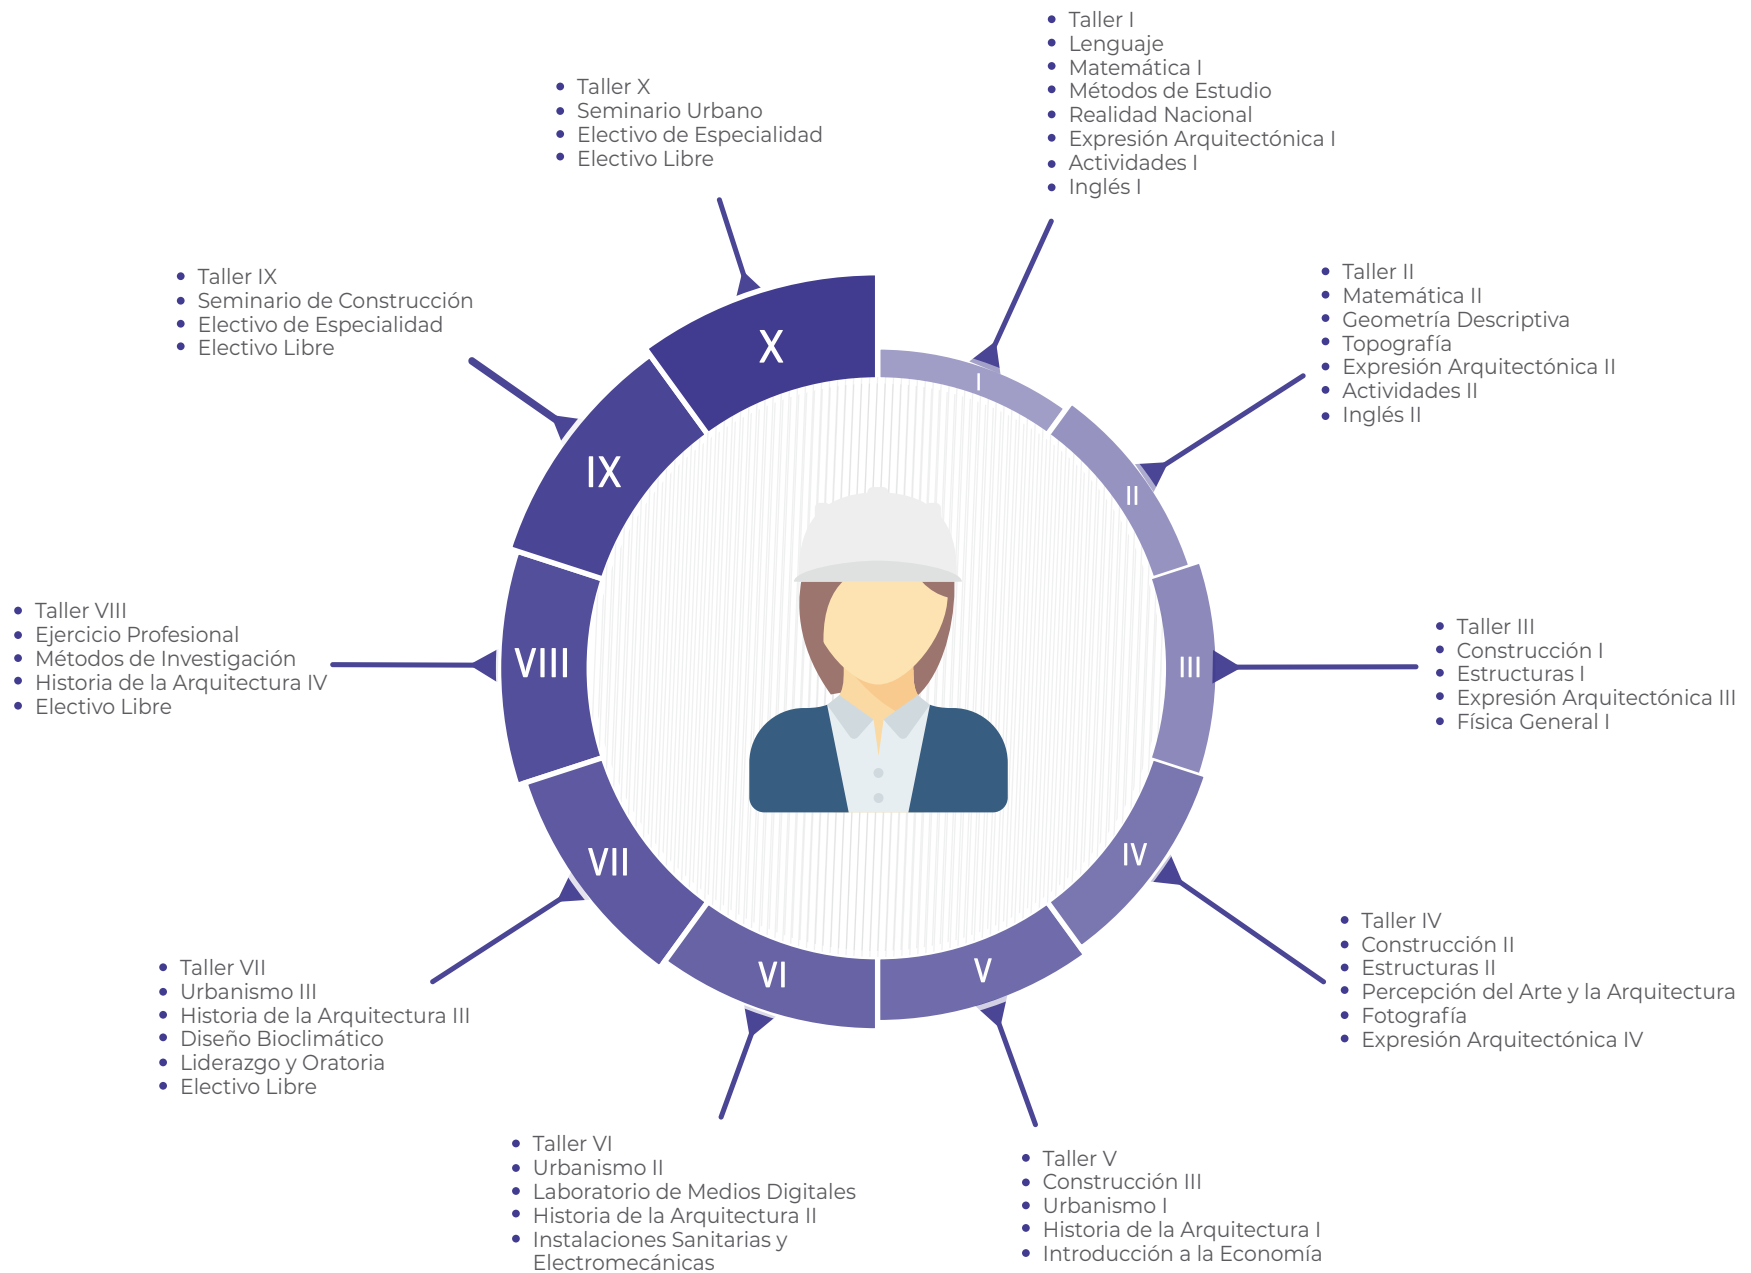 Taller I
Lenguaje
Matemática I
Métodos de Estudio
Realidad Nacional
Expresión Arquitectónica I
Actividades I
Inglés I
I
Taller II
Matemática II
Geometría Descriptiva
Topografía
Expresión Arquitectónica II
Actividades II
Inglés II
II
Taller III
Construcción I
Estructuras I
Expresión Arquitectónica III
Física General I
III
Taller IV
Construcción II
Estructuras II
Percepción del Arte y la Arquitectura
Fotografía
Expresión Arquitectónica IV
IV
Taller V
Construcción III
Urbanismo I
Historia de la Arquitectura I
Introducción a la Economía
V
Taller VI
Urbanismo II
Laboratorio de Medios Digitales
Historia de la Arquitectura II
Instalaciones Sanitarias y
Electromecánicas
VI
Taller VII
Urbanismo III
Historia de la Arquitectura III
Diseño Bioclimático
Liderazgo y Oratoria
Electivo Libre
VII
Taller VIII
Ejercicio Profesional
Métodos de Investigación
Historia de la Arquitectura IV
Electivo Libre
VIII
Taller IX
Seminario de Construcción
Electivo de Especialidad
Electivo Libre
IX
Taller X
Seminario Urbano
Electivo de Especialidad
Electivo Libre
X